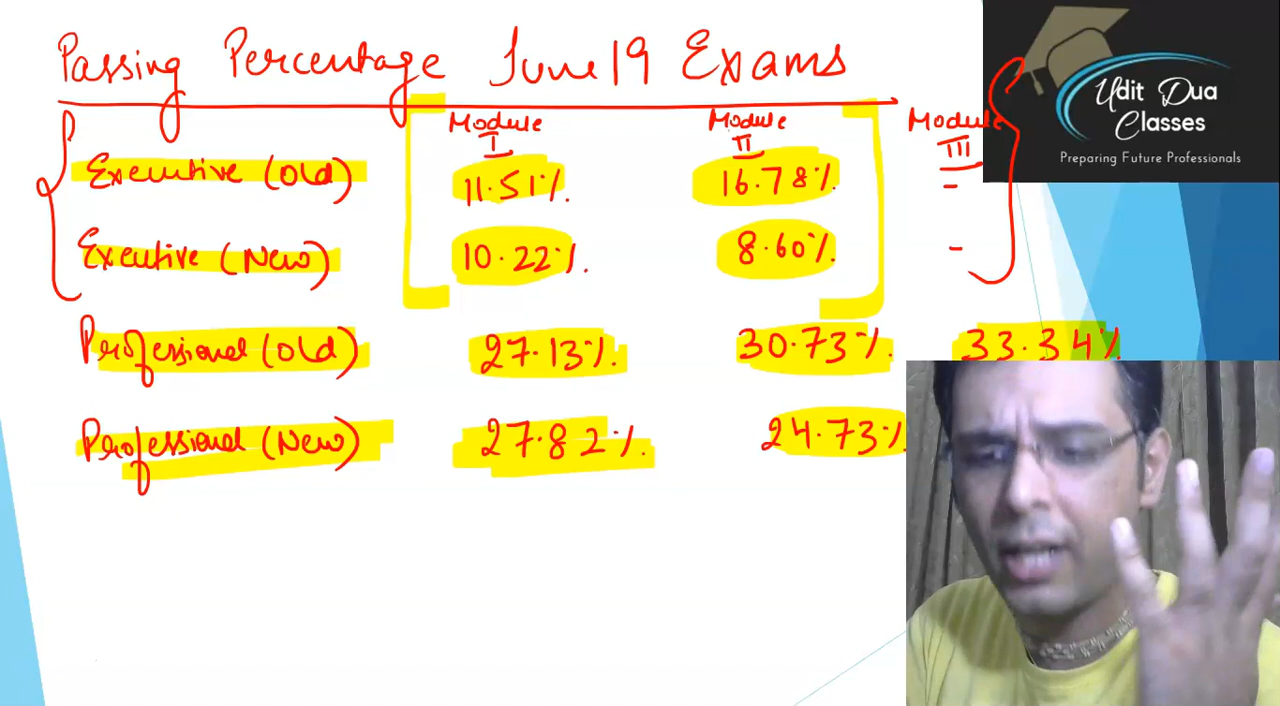 Passing Percentage June 19 Exams
Udit Dua
Classes
Preparing Future Professionals
Module I Module II Module III
Executive (Old) 11.51% 16.78% -
Executive (New) 10.22% 8.60% -
Professional (Old) 27.13% 30.73% 33.34%
Professional (New) 27.82% 24.73%